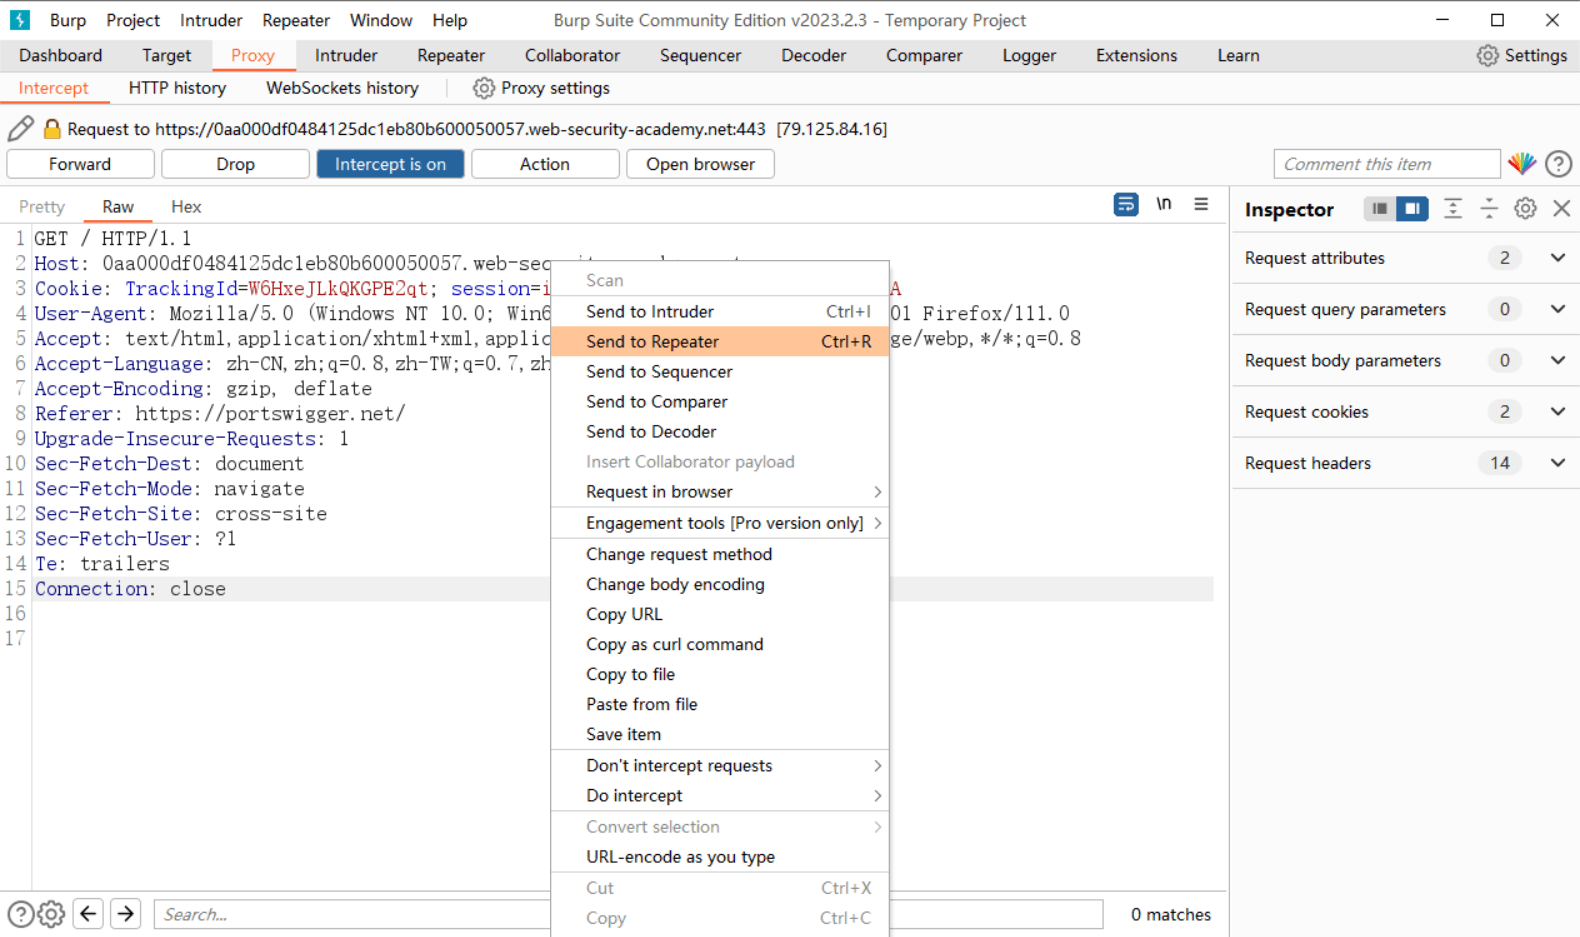 Burp Project Intruder Repeater Window Help Burp Suite Community Edition v2023.2.3 - Temporary Project
Dashboard Target Proxy Intruder Repeater Collaborator Sequencer Decoder Comparer Logger Extensions Learn Settings
Intercept HTTP history WebSockets history Proxy settings
Request to https://0aa000df0484125dc1eb80b600050057.web-security-academy.net:443 [79.125.84.16]
Forward Drop Intercept is on Action Open browser Comment this item
Pretty Raw Hex \n
Inspector
1 GET / HTTP/1.1
2 Host: 0aa000df0484125dc1eb80b600050057.web-sec
3 Cookie: TrackingId=W6HxeJLkQKGPE2qt; session=i A
4 User-Agent: Mozilla/5.0 (Windows NT 10.0; Win6 01 Firefox/111.0
5 Accept: text/html,application/xhtml+xml,applic ge/webp,*/*;q=0.8
6 Accept-Language: zh-CN,zh;q=0.8,zh-TW;q=0.7,zh
7 Accept-Encoding: gzip, deflate
8 Referer: https://portswigger.net/
9 Upgrade-Insecure-Requests: 1
10 Sec-Fetch-Dest: document
11 Sec-Fetch-Mode: navigate
12 Sec-Fetch-Site: cross-site
13 Sec-Fetch-User: ?1
14 Te: trailers
15 Connection: close
16
17
Scan
Send to Intruder Ctrl+I
Send to Repeater Ctrl+R
Send to Sequencer
Send to Comparer
Send to Decoder
Insert Collaborator payload
Request in browser
Engagement tools [Pro version only]
Change request method
Change body encoding
Copy URL
Copy as curl command
Copy to file
Paste from file
Save item
Don't intercept requests
Do intercept
Convert selection
URL-encode as you type
Cut Ctrl+X
Copy Ctrl+C
Request attributes 2
Request query parameters 0
Request body parameters 0
Request cookies 2
Request headers 14
Search... 0 matches